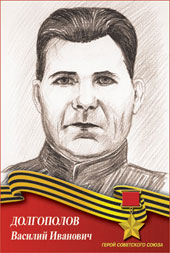 ДОЛГОПОЛОВ
Василий Иванович
ГЕРОЙ СОВЕТСКОГО СОЮЗА